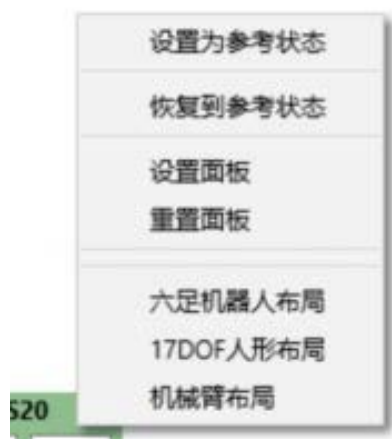 设置为参考状态
恢复到参考状态
设置面板
重置面板
六足机器人布局
17DOF人形布局
机械臂布局
S20